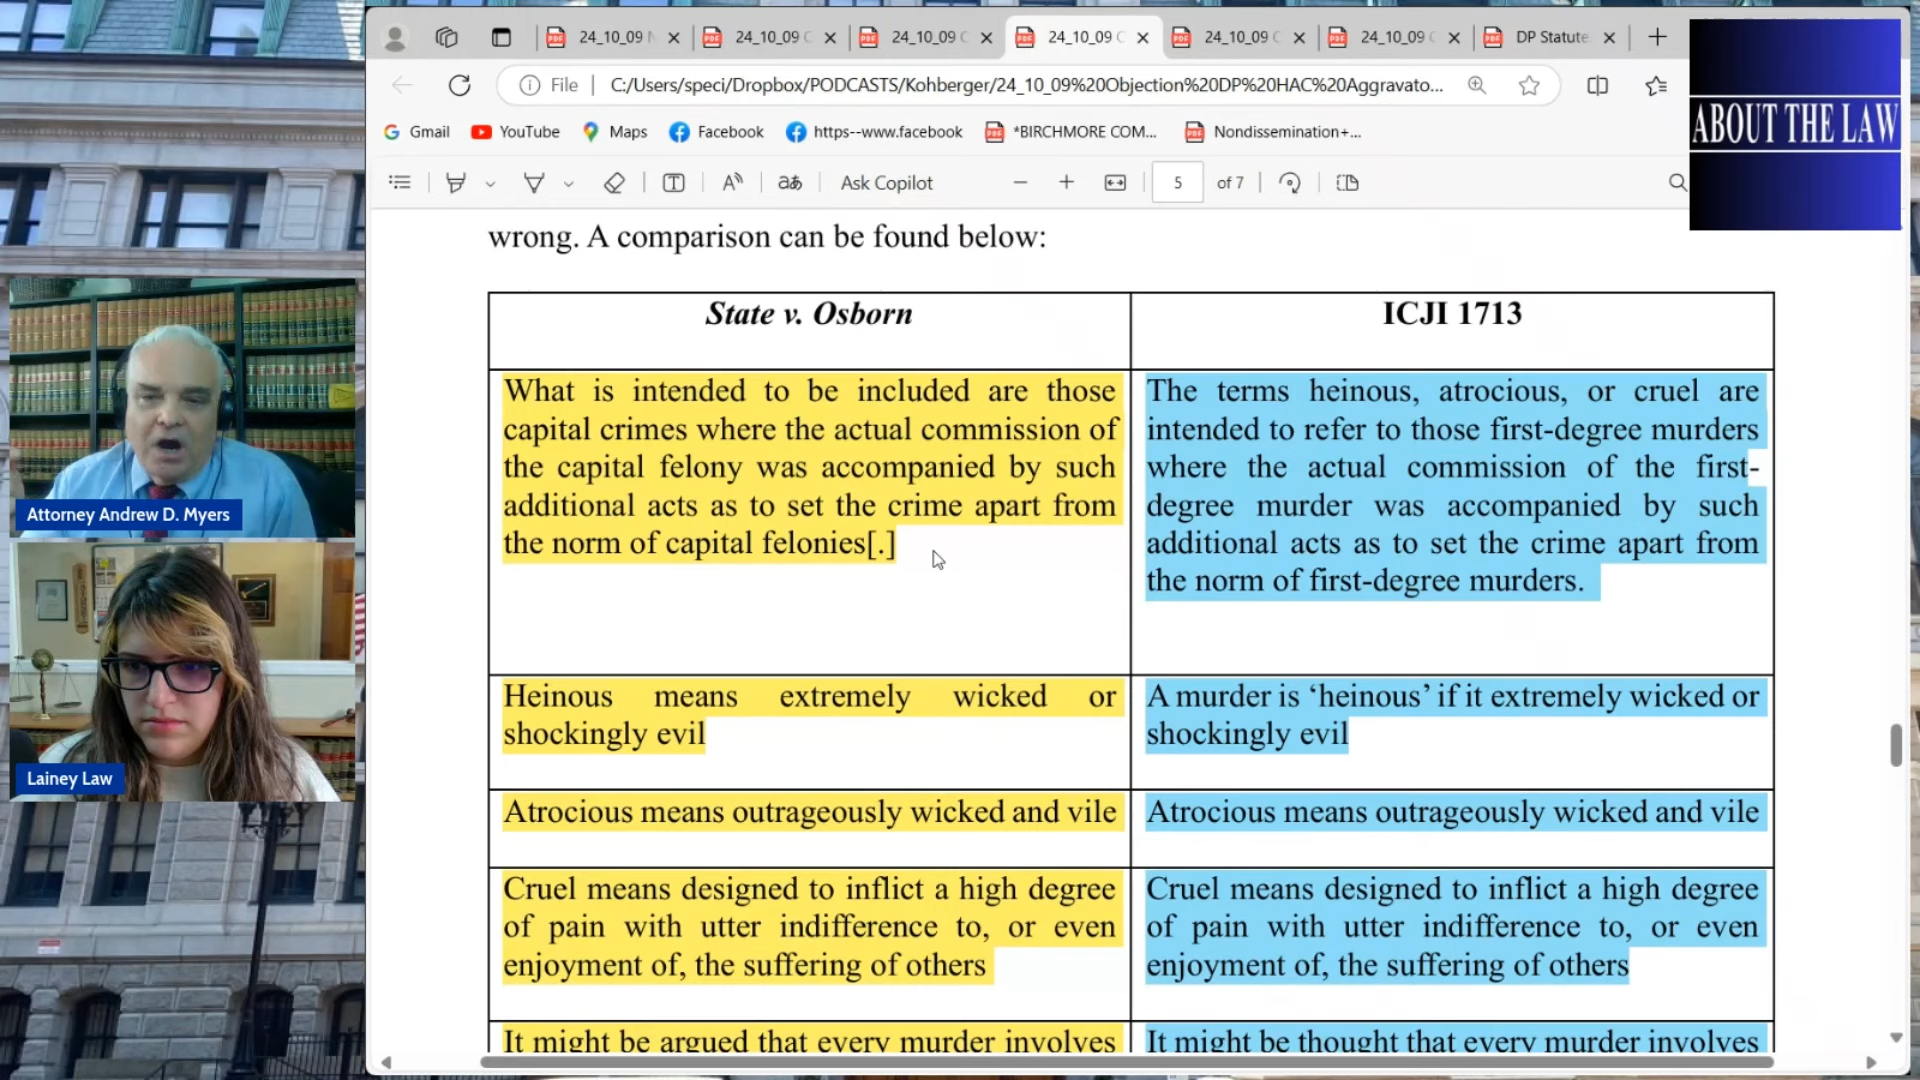 24_10_09
24_10_09
24_10_09
24_10_09
24_10_09
24_10_09
DP Statute
File
C:/Users/speci/Dropbox/PODCASTS/Kohberger/24_10_09%20Objection%20DP%20HAC%20Aggravato...
Gmail
YouTube
Maps
Facebook
https--www.facebook
*BIRCHMORE COM...
Nondissemination+...
Ask Copilot
5
of 7
ABOUT THE LAW
wrong. A comparison can be found below:
State v. Osborn
ICJI 1713
What is intended to be included are those
capital crimes where the actual commission of
the capital felony was accompanied by such
additional acts as to set the crime apart from
the norm of capital felonies[.]
The terms heinous, atrocious, or cruel are
intended to refer to those first-degree murders
where the actual commission of the first-
degree murder was accompanied by such
additional acts as to set the crime apart from
the norm of first-degree murders.
Heinous means extremely wicked or
shockingly evil
A murder is ‘heinous’ if it extremely wicked or
shockingly evil
Atrocious means outrageously wicked and vile
Atrocious means outrageously wicked and vile
Cruel means designed to inflict a high degree
of pain with utter indifference to, or even
enjoyment of, the suffering of others
Cruel means designed to inflict a high degree
of pain with utter indifference to, or even
enjoyment of, the suffering of others
It might be argued that every murder involves
It might be thought that every murder involves
Attorney Andrew D. Myers
Lainey Law